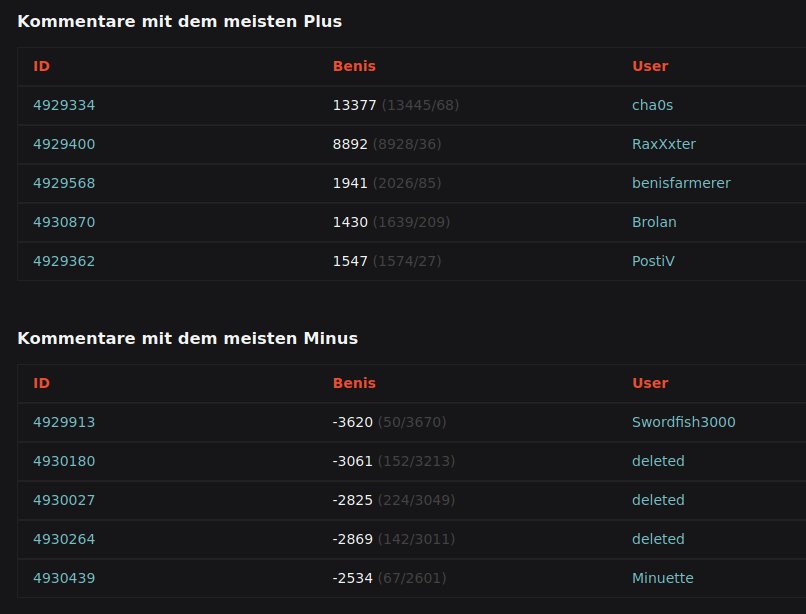 Kommentare mit dem meisten Plus
ID Benis User
4929334 13377 (13445/68) cha0s
4929400 8892 (8928/36) RaxXxter
4929568 1941 (2026/85) benisfarmerer
4930870 1430 (1639/209) Brolan
4929362 1547 (1574/27) PostiV
Kommentare mit dem meisten Minus
ID Benis User
4929913 -3620 (50/3670) Swordfish3000
4930180 -3061 (152/3213) deleted
4930027 -2825 (224/3049) deleted
4930264 -2869 (142/3011) deleted
4930439 -2534 (67/2601) Minuette